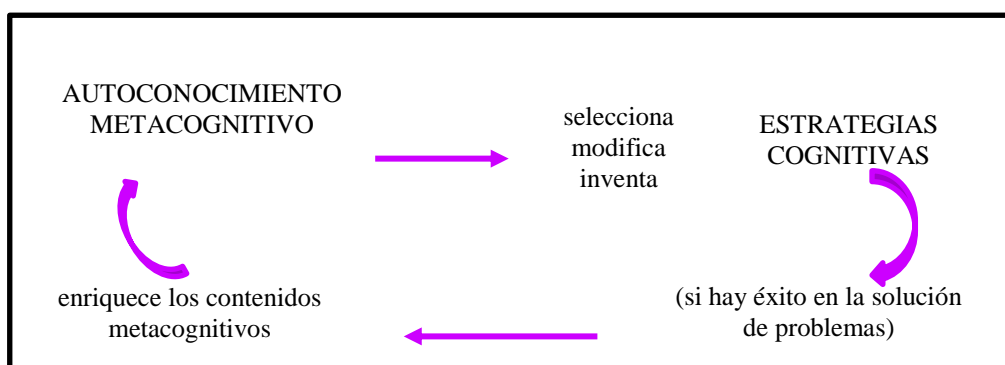 AUTOCONOCIMIENTO
METACOGNITIVO
selecciona
modifica
inventa
ESTRATEGIAS
COGNITIVAS
(si hay éxito en la solución
de problemas)
enriquece los contenidos
metacognitivos